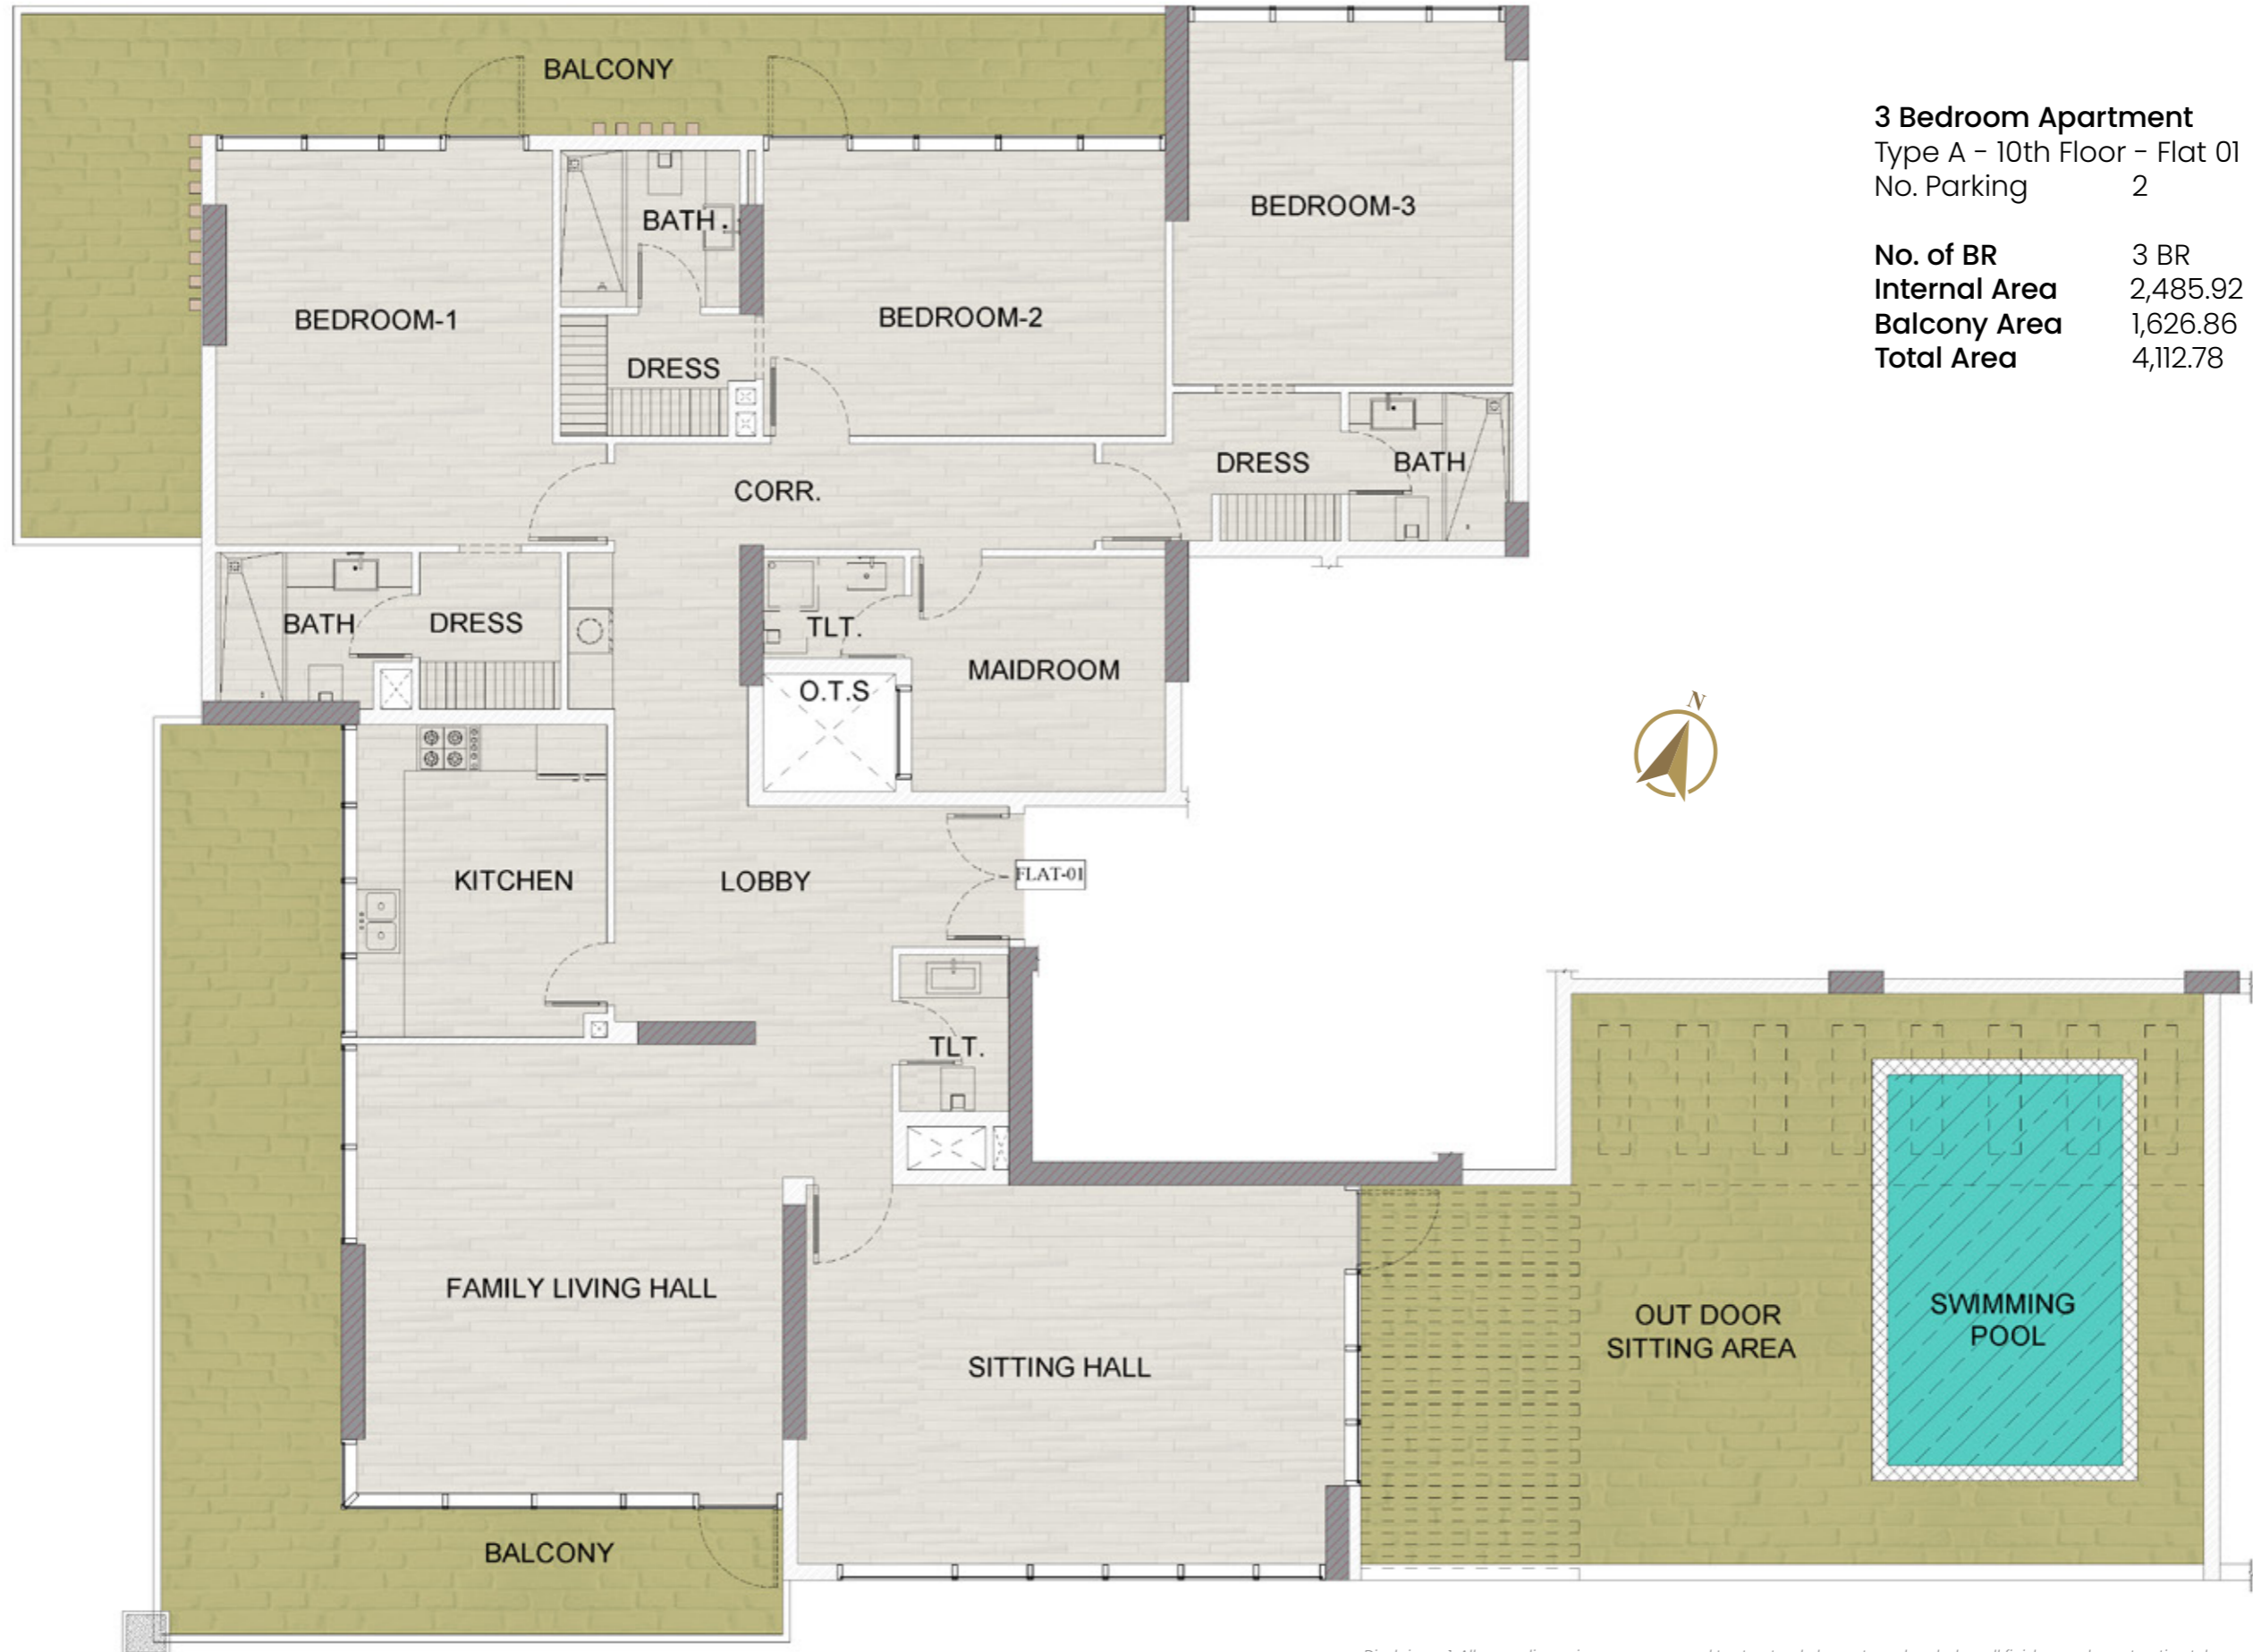 3 Bedroom Apartment
Type A - 10th Floor - Flat 01
No. Parking 2
No. of BR 3 BR
Internal Area 2,485.92
Balcony Area 1,626.86
Total Area 4,112.78
BALCONY
BEDROOM-3
BATH.
BEDROOM-1
BEDROOM-2
DRESS
DRESS
BATH
CORR.
BATH
DRESS
TLT.
MAIDROOM
O.T.S
N
KITCHEN
LOBBY
FLAT-01
TLT.
FAMILY LIVING HALL
SITTING HALL
OUT DOOR
SITTING AREA
SWIMMING
POOL
BALCONY